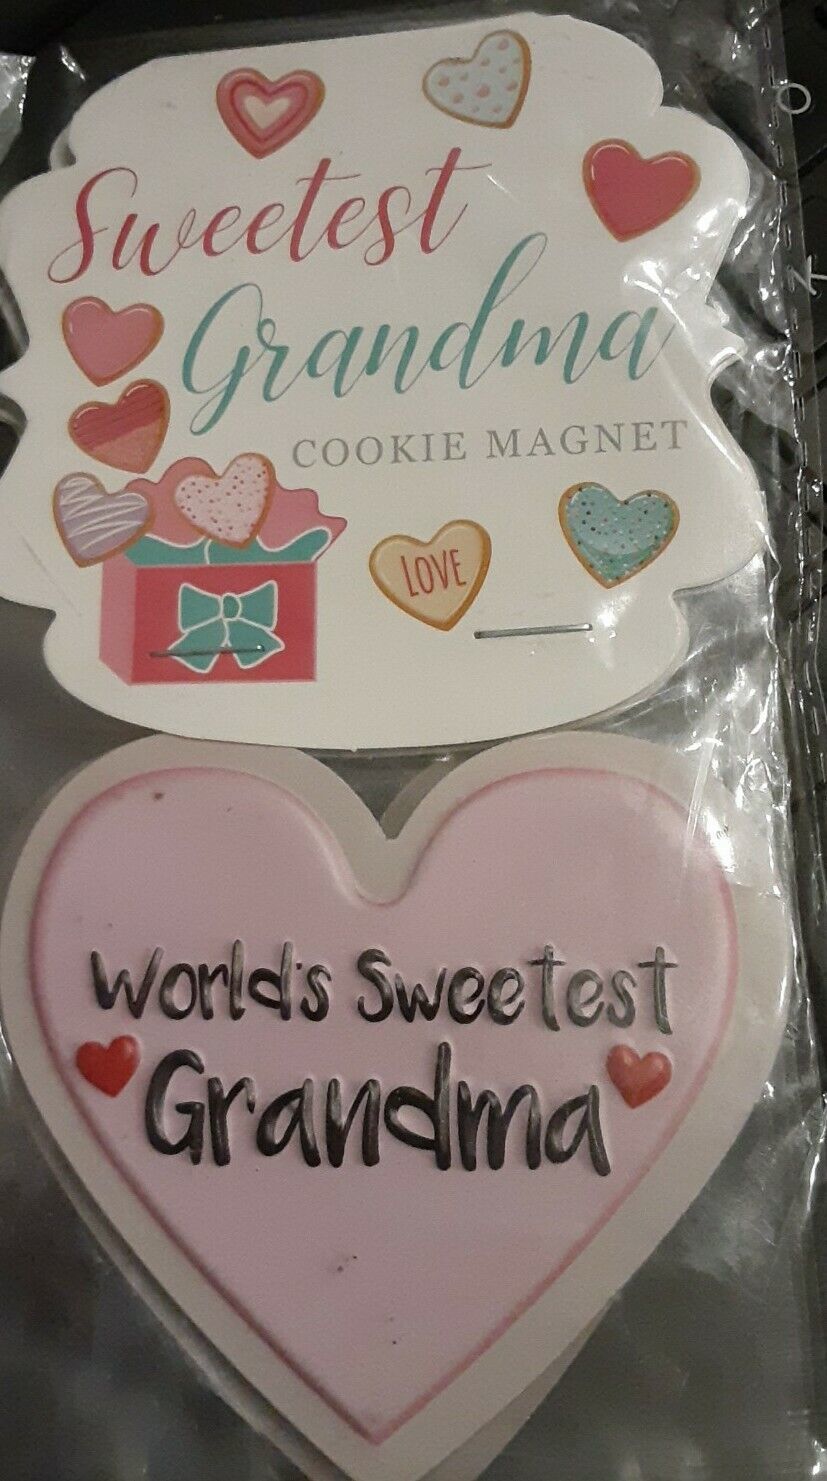 Sweetest
Grandma
COOKIE MAGNET
LOVE
World's Sweetest
Grandma